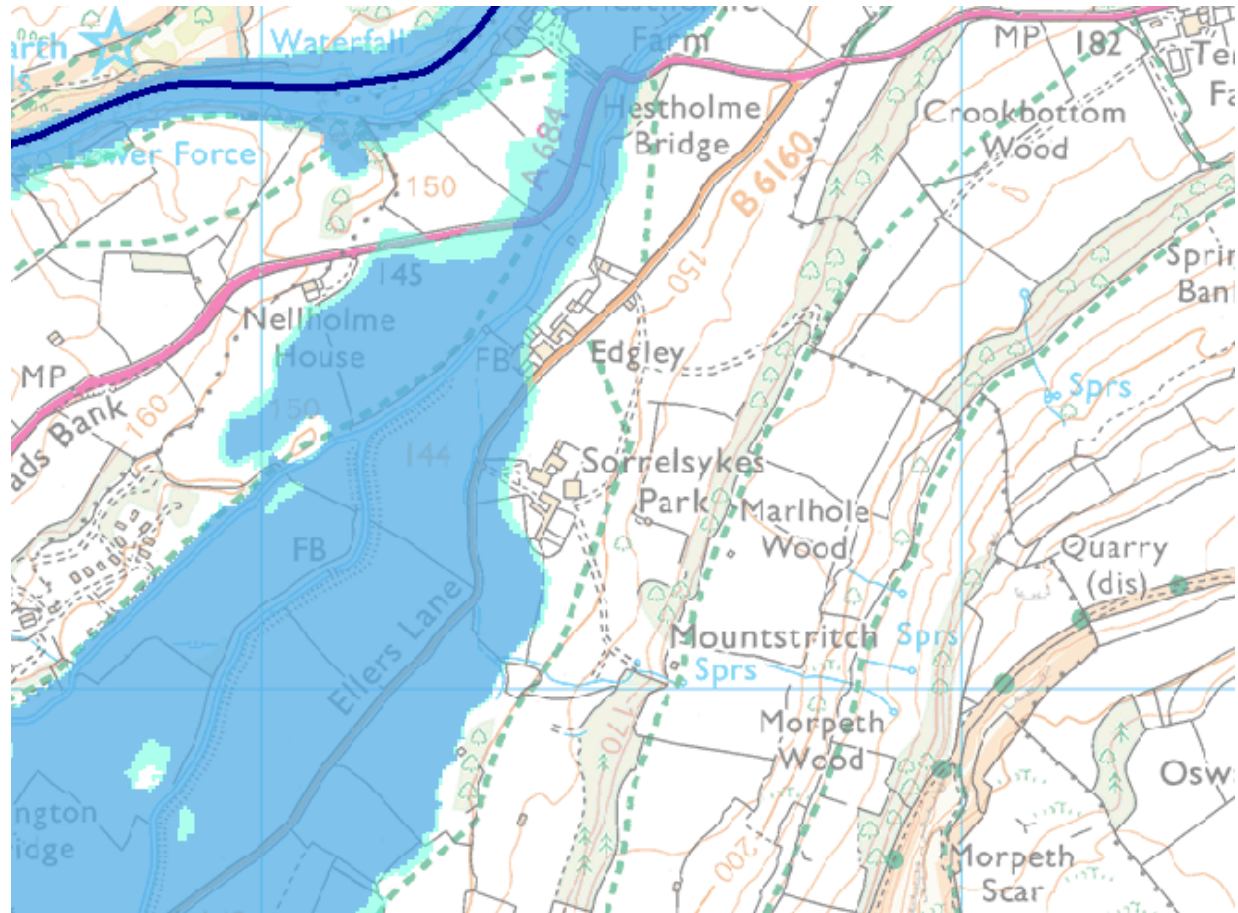 Waterfall
Farm
MP
182
Hestholme
Bridge
Crookbottom
Wood
Lower Force
A 684
150
B 6160
150
145
Nellholme
House
FB
Edgley
MP
160
150
Bank
144
Sprs
Sorrelsykes
Park
Marlhole
Wood
FB
Quarry
(dis)
Ellers Lane
Mountstritch
Sprs
Sprs
170
Morpeth
Wood
200
Morpeth
Scar